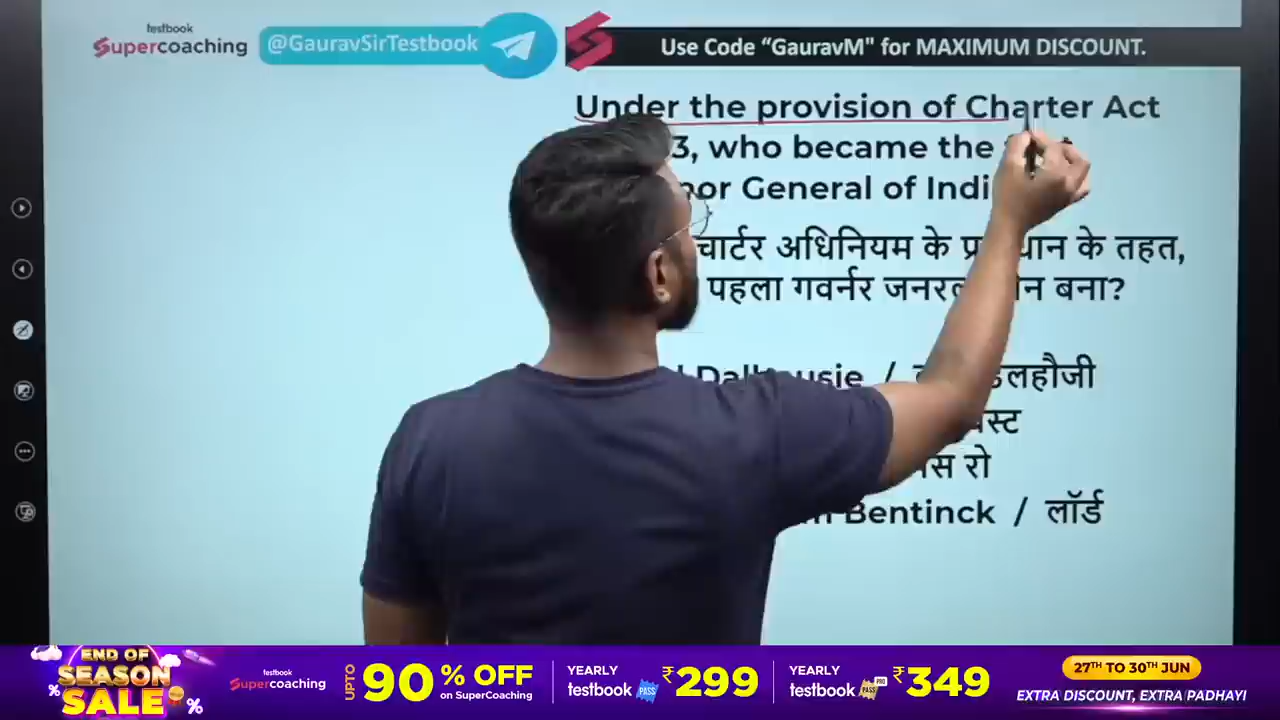 testbook
Supercoaching
@GauravSirTestbook
Use Code “GauravM" for MAXIMUM DISCOUNT.
Under the provision of Charter Act
3, who became the
nor General of Indi
चार्टर अधिनियम के प्र धान के तहत,
पहला गवर्नर जनरल न बना?
Dalhousie / डलहौजी
स्ट
स रो
Bentinck / लॉर्ड
END OF
SEASON
SALE
%
%
testbook
Supercoaching
UPTO
90 % OFF
on SuperCoaching
YEARLY
testbook PASS
₹299
YEARLY
testbook PASS PRO
₹349
27TH TO 30TH JUN
EXTRA DISCOUNT, EXTRA PADHAYI